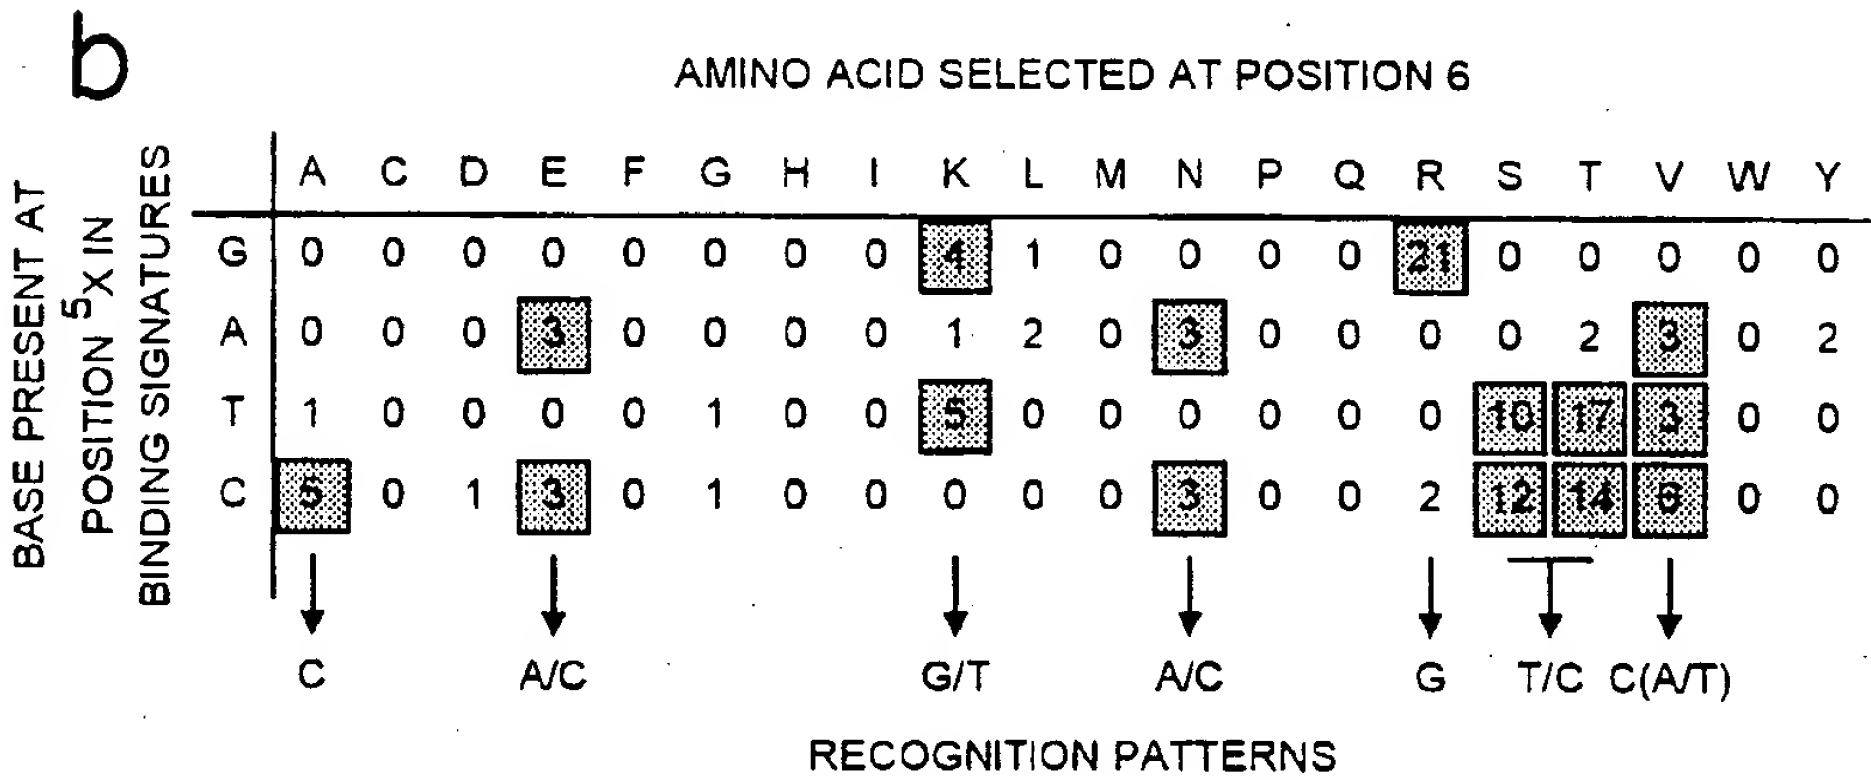 b
AMINO ACID SELECTED AT POSITION 6
BASE PRESENT AT
POSITION ⁵X IN
BINDING SIGNATURES
A C D E F G H I K L M N P Q R S T V W Y
G 0 0 0 0 0 0 0 0 4 1 0 0 0 0 21 0 0 0 0 0
A 0 0 0 3 0 0 0 0 1 2 0 3 0 0 0 0 2 3 0 2
T 1 0 0 0 0 1 0 0 5 0 0 0 0 0 0 10 17 3 0 0
C 5 0 1 3 0 1 0 0 0 0 0 3 0 0 2 12 14 6 0 0
C A/C G/T A/C G T/C C(A/T)
RECOGNITION PATTERNS